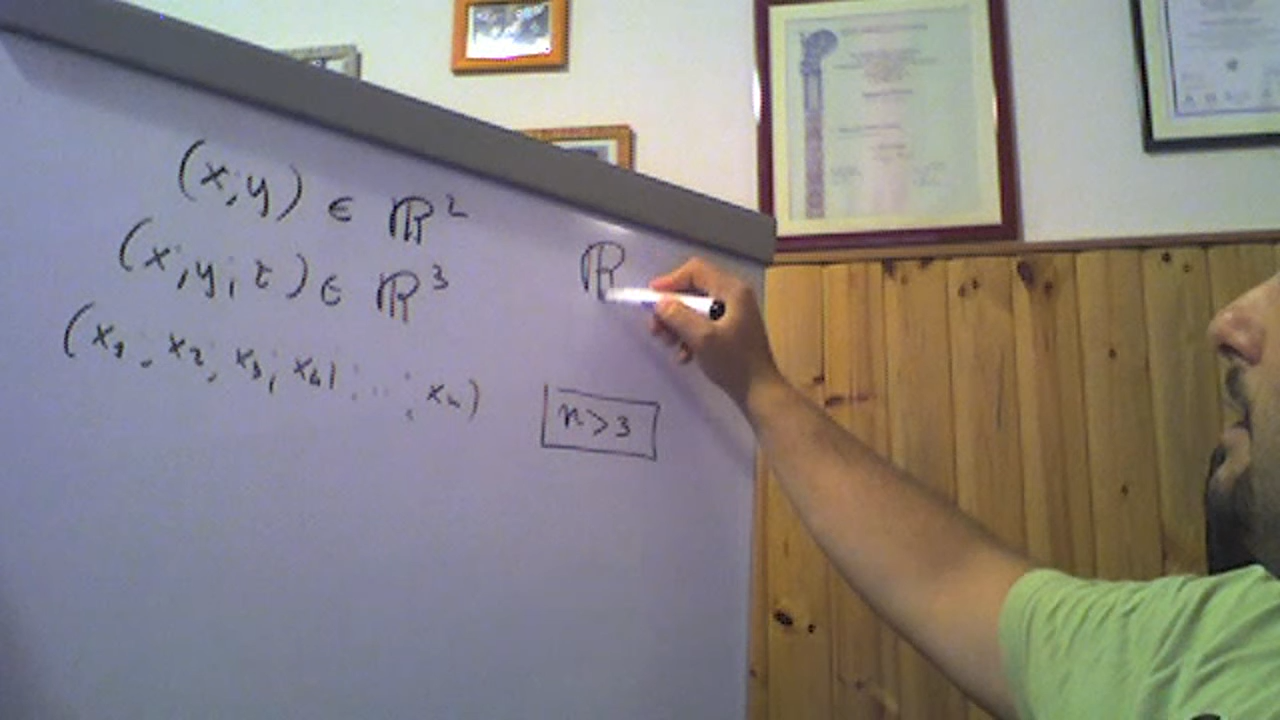 (x;y) ∈ ℝ²
(x;y;z) ∈ ℝ³
ℝ
(x₁; x₂; x₃; x₄; ...; xₙ)
n>3